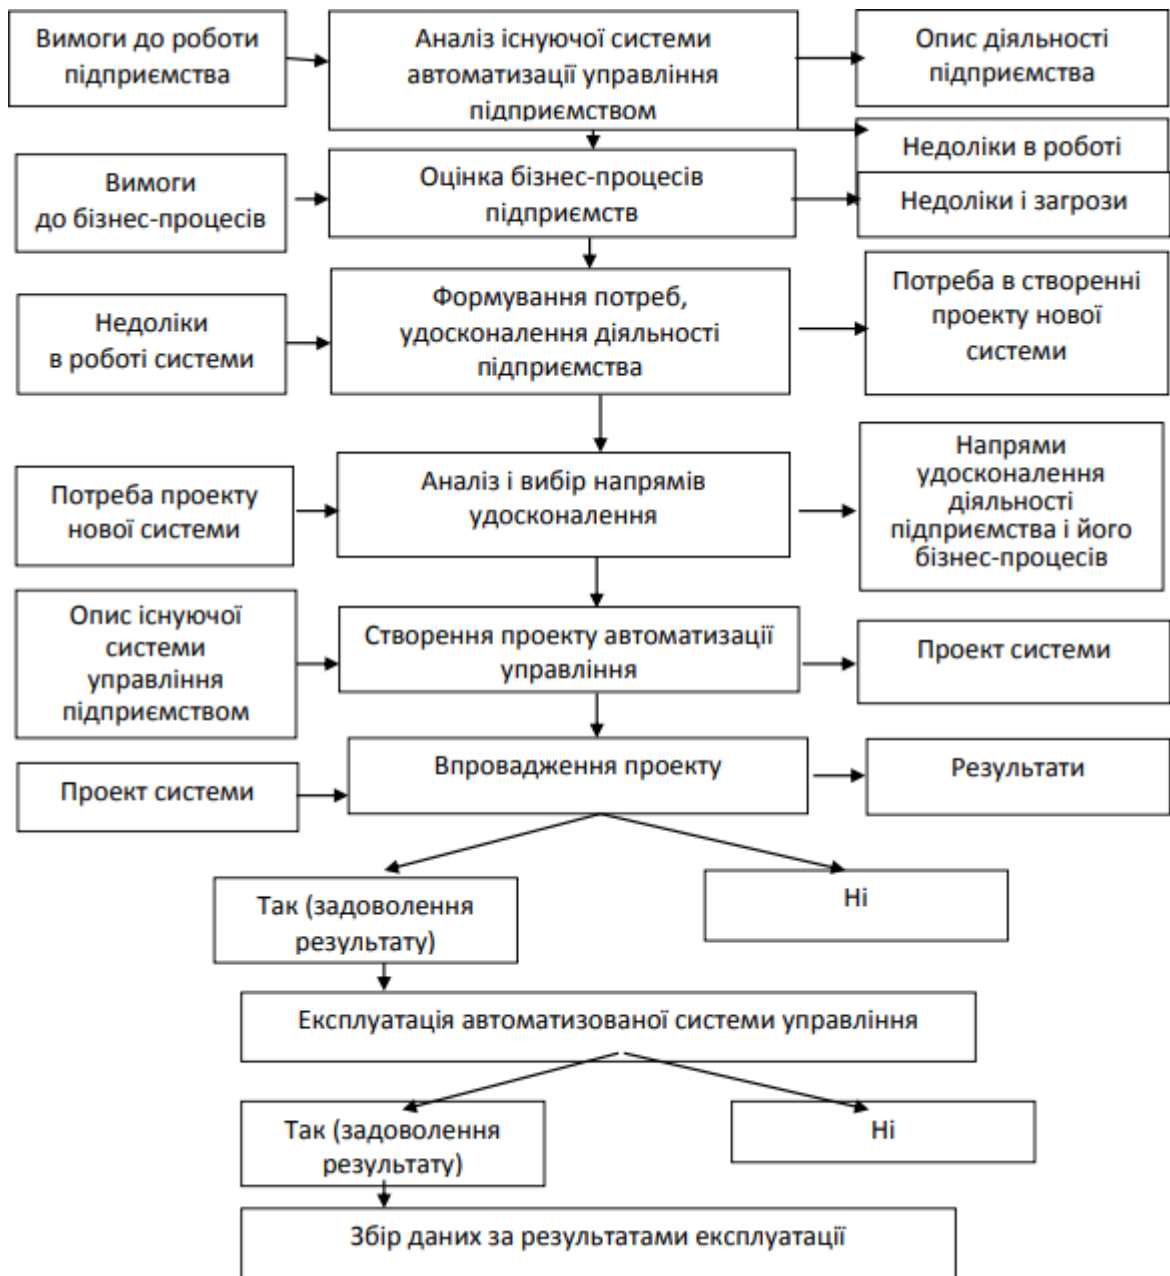 Вимоги до роботи
підприємства
Аналіз існуючої системи
автоматизації управління
підприємством
Опис діяльності
підприємства
Недоліки в роботі
Вимоги
до бізнес-процесів
Оцінка бізнес-процесів
підприємств
Недоліки і загрози
Недоліки
в роботі системи
Формування потреб,
удосконалення діяльності
підприємства
Потреба в створенні
проекту нової
системи
Потреба проекту
нової системи
Аналіз і вибір напрямів
удосконалення
Напрями
удосконалення
діяльності
підприємства і його
бізнес-процесів
Опис існуючої
системи
управління
підприємством
Створення проекту автоматизації
управління
Проект системи
Проект системи
Впровадження проекту
Результати
Так (задоволення
результату)
Ні
Експлуатація автоматизованої системи управління
Так (задоволення
результату)
Ні
Збір даних за результатами експлуатації